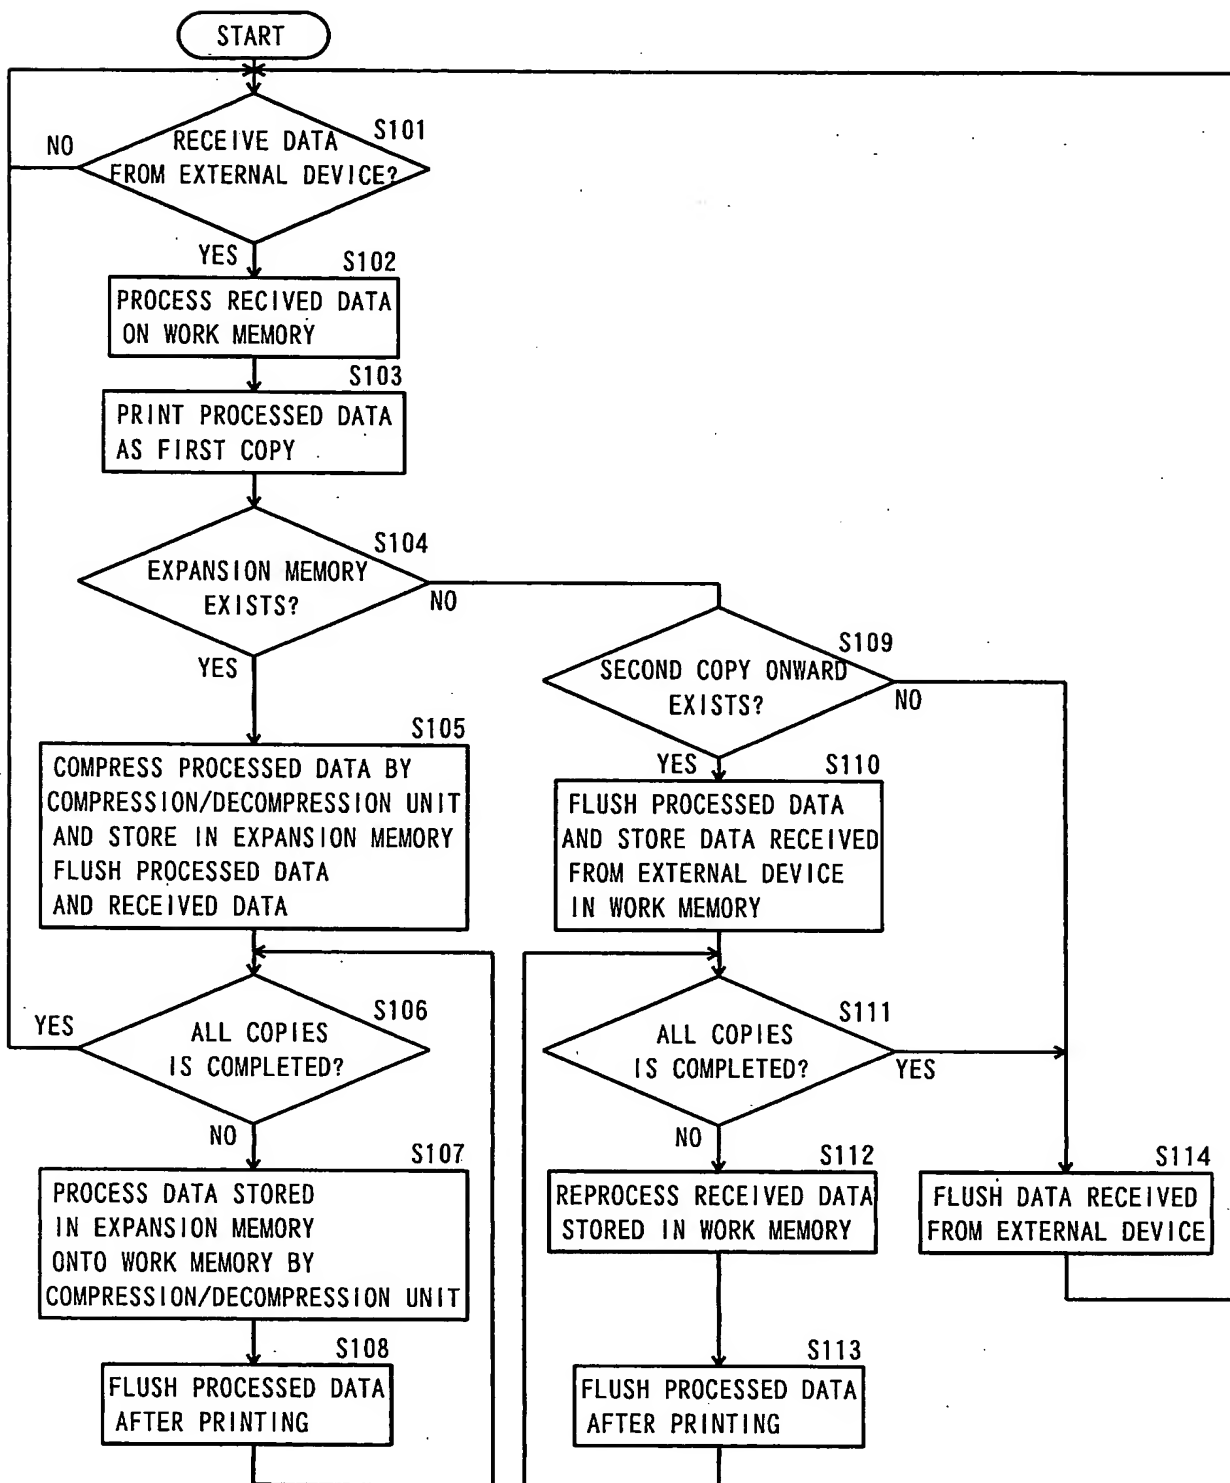 START
S101
NO
RECEIVE DATA
FROM EXTERNAL DEVICE?
YES
S102
PROCESS RECIVED DATA
ON WORK MEMORY
S103
PRINT PROCESSED DATA
AS FIRST COPY
S104
EXPANSION MEMORY
EXISTS?
NO
YES
S109
SECOND COPY ONWARD
EXISTS?
NO
YES
S105
COMPRESS PROCESSED DATA BY
COMPRESSION/DECOMPRESSION UNIT
AND STORE IN EXPANSION MEMORY
FLUSH PROCESSED DATA
AND RECEIVED DATA
S110
FLUSH PROCESSED DATA
AND STORE DATA RECEIVED
FROM EXTERNAL DEVICE
IN WORK MEMORY
S106
YES
ALL COPIES
IS COMPLETED?
NO
S111
ALL COPIES
IS COMPLETED?
YES
NO
S107
PROCESS DATA STORED
IN EXPANSION MEMORY
ONTO WORK MEMORY BY
COMPRESSION/DECOMPRESSION UNIT
S112
REPROCESS RECEIVED DATA
STORED IN WORK MEMORY
S114
FLUSH DATA RECEIVED
FROM EXTERNAL DEVICE
S108
FLUSH PROCESSED DATA
AFTER PRINTING
S113
FLUSH PROCESSED DATA
AFTER PRINTING